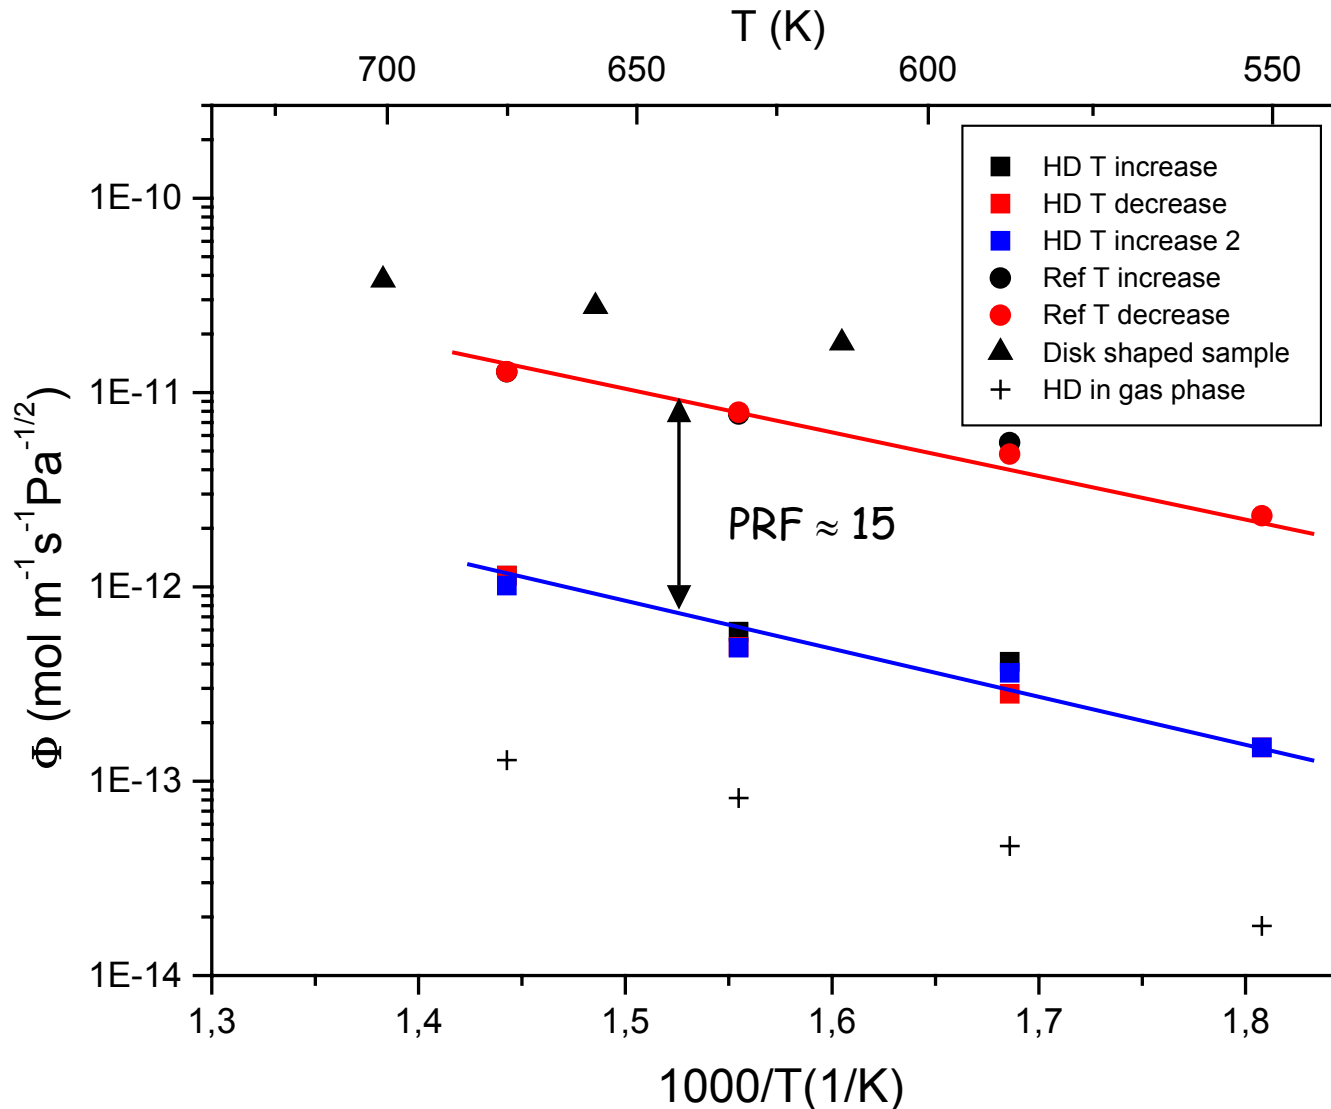 T (K)
700 650 600 550
HD T increase
HD T decrease
HD T increase 2
Ref T increase
Ref T decrease
Disk shaped sample
HD in gas phase
1E-10
1E-11
1E-12
1E-13
1E-14
Φ (mol m⁻¹s⁻¹Pa⁻¹/²)
PRF ≈ 15
1,3 1,4 1,5 1,6 1,7 1,8
1000/T(1/K)